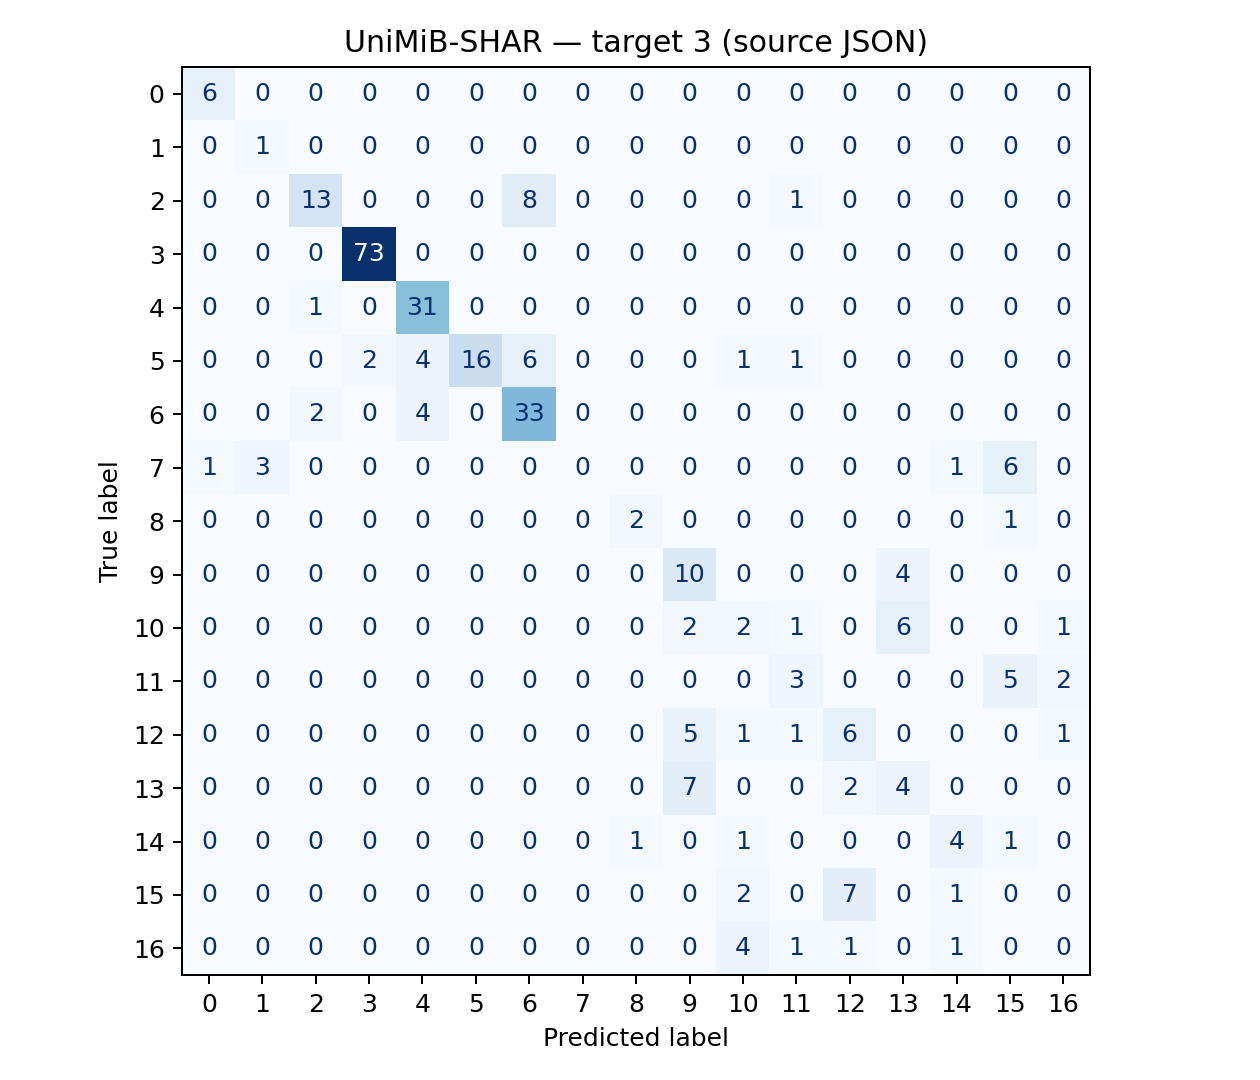 UniMiB-SHAR — target 3 (source JSON)
0 6 0 0 0 0 0 0 0 0 0 0 0 0 0 0 0 0
1 0 1 0 0 0 0 0 0 0 0 0 0 0 0 0 0 0
2 0 0 13 0 0 0 8 0 0 0 0 1 0 0 0 0 0
3 0 0 0 73 0 0 0 0 0 0 0 0 0 0 0 0 0
4 0 0 1 0 31 0 0 0 0 0 0 0 0 0 0 0 0
5 0 0 0 2 4 16 6 0 0 0 1 1 0 0 0 0 0
6 0 0 2 0 4 0 33 0 0 0 0 0 0 0 0 0 0
7 1 3 0 0 0 0 0 0 0 0 0 0 0 0 1 6 0
8 0 0 0 0 0 0 0 0 2 0 0 0 0 0 0 1 0
9 0 0 0 0 0 0 0 0 0 10 0 0 0 4 0 0 0
10 0 0 0 0 0 0 0 0 0 2 2 1 0 6 0 0 1
11 0 0 0 0 0 0 0 0 0 0 0 3 0 0 0 5 2
12 0 0 0 0 0 0 0 0 0 5 1 1 6 0 0 0 1
13 0 0 0 0 0 0 0 0 0 7 0 0 2 4 0 0 0
14 0 0 0 0 0 0 0 0 1 0 1 0 0 0 4 1 0
15 0 0 0 0 0 0 0 0 0 0 2 0 7 0 1 0 0
16 0 0 0 0 0 0 0 0 0 0 4 1 1 0 1 0 0
0 1 2 3 4 5 6 7 8 9 10 11 12 13 14 15 16
Predicted label
True label